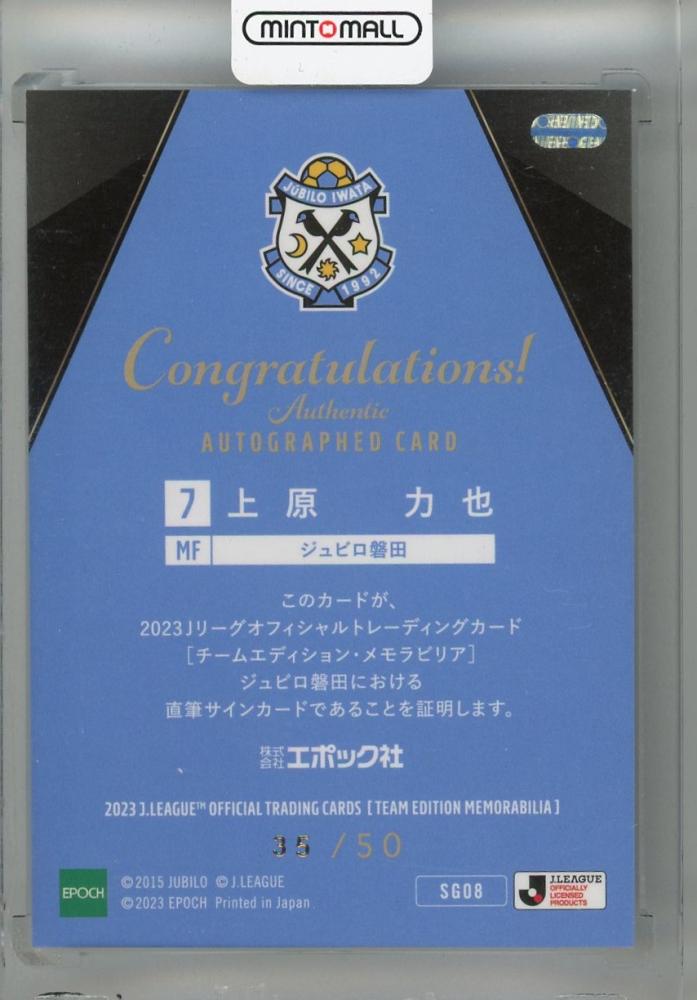 MINTOMALL
JUBILO IWATA
SINCE 1992
Congratulations!
Authentic
AUTOGRAPHED CARD
7 上原 力也
MF ジュビロ磐田
このカードが、
2023Jリーグオフィシャルトレーディングカード
[チームエディション・メモラビリア]
ジュビロ磐田における
直筆サインカードであることを証明します。
株式会社エポック社
2023 J.LEAGUE™ OFFICIAL TRADING CARDS [TEAM EDITION MEMORABILIA]
35 /50
EPOCH
©2015 JUBILO ©J.LEAGUE
©2023 EPOCH Printed in Japan
SG08
J.LEAGUE
OFFICIALLY
LICENSED
PRODUCTS